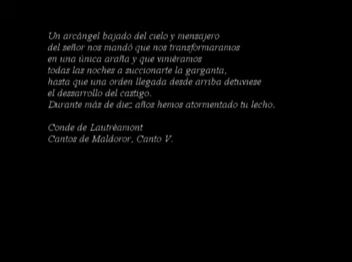 Un arcángel bajado del cielo y mensajero
del señor nos mandó que nos transformaramos
en una única araña y que viniéramos
todas las noches a succionarte la garganta,
hasta que una orden llegada desde arriba detuviese
el dessarrollo del castigo.
Durante más de diez años hemos atormentado tu lecho.
Conde de Lautréamont
Cantos de Maldoror, Canto V.